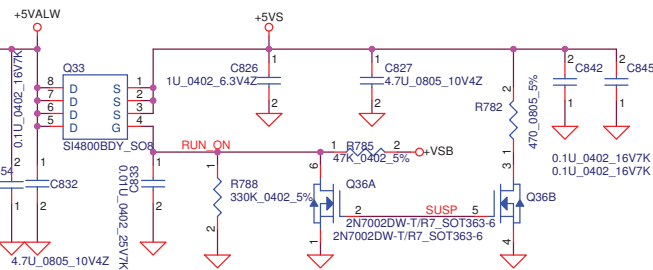 +5VALW
+5VS
Q33
8
7
6
5
D
D
D
D
S
S
S
G
1
2
3
4
SI4800BDY_SO8
0.1U_0402_16V7K
C826
1U_0402_6.3V4Z
1
2
C827
4.7U_0805_10V4Z
1
2
R782
470_0805_5%
2
1
C842
2
1
C845
2
1
0.1U_0402_16V7K
0.1U_0402_16V7K
RUN_ON
R785
47K_0402_5%
1
2
+VSB
54
2
1
C832
1
2
4.7U_0805_10V4Z
C833
0.01U_0402_25V7K
1
2
R788
330K_0402_5%
1
2
Q36A
6
2
1
2N7002DW-T/R7_SOT363-6
2N7002DW-T/R7_SOT363-6
SUSP
5
Q36B
3
4